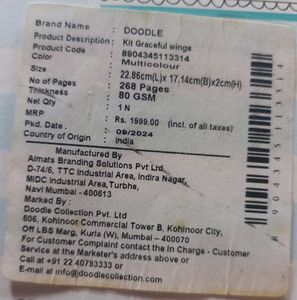 Brand Name : DOODLE
Product Description : Kit Graceful wings
Product Code : 8904345113314
Color : Multicolour
Size : 22.86cm(L)x 17.14cm(B)x2cm(H)
268 Pages
Thickness : 80 GSM
Net Qty : 1 N
MRP : Rs. 1999.00 (incl. of all taxes)
Pkd. Date : 09/2024
Country of Origin : India
Manufactured By
Aimats Branding Solutions Pvt Ltd.
D-74/6, TTC Industrial Area, Indira Nagar,
MIDC Industrial Area, Turbhe,
Navi Mumbai - 400613
Marked By :
Doodle Collection Pvt. Ltd
606, Kohinoor Commercial Tower B, Kohinoor City,
Off LBS Marg, Kurla (W), Mumbai – 400070
For Customer Complaint contact the In Charge - Customer
Service at the Marketer's address above or
Call at +91 22 40793333 or
E-mail at info@doodlecollection.com
8904345113314